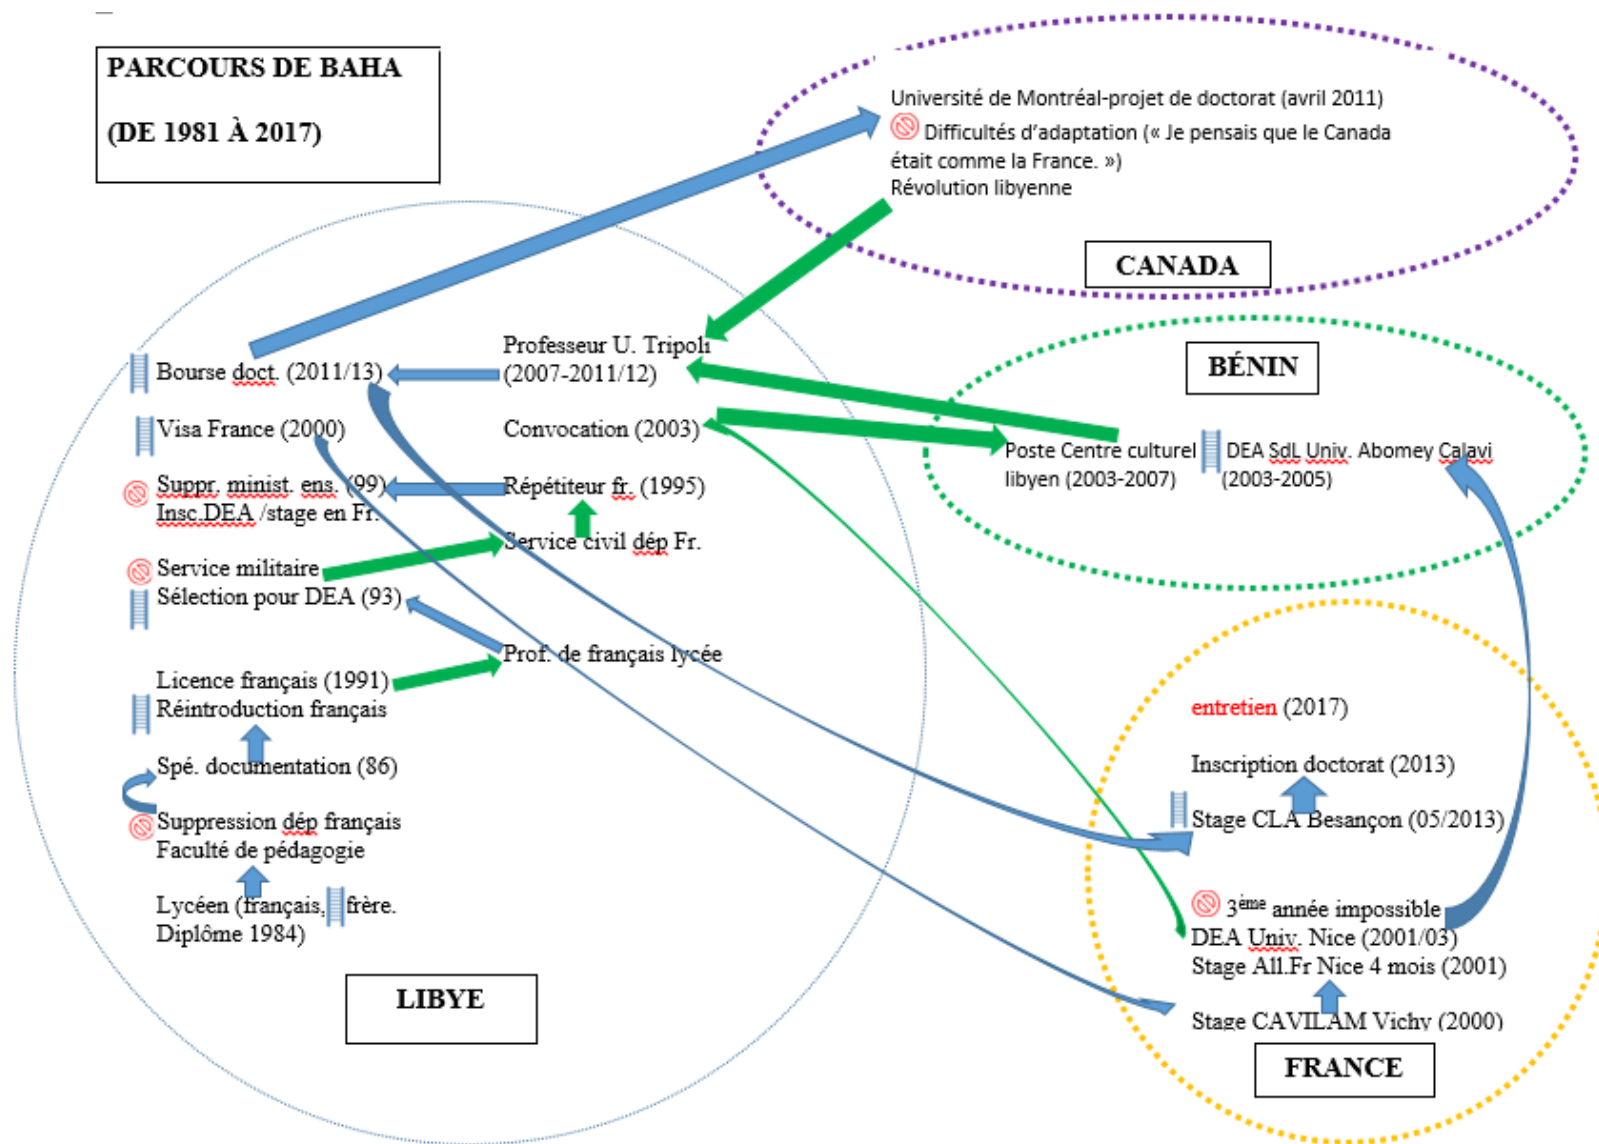 PARCOURS DE BAHA
(DE 1981 À 2017)
Université de Montréal-projet de doctorat (avril 2011)
Difficultés d'adaptation (« Je pensais que le Canada
était comme la France. »)
Révolution libyenne
CANADA
Professeur U. Tripoli
(2007-2011/12)
Bourse doct. (2011/13)
Visa France (2000)
Convocation (2003)
Suppr. minist. ens. (99)
Insc.DEA /stage en Fr.
Répétiteur fr. (1995)
Service civil dép Fr.
Service militaire
Sélection pour DEA (93)
Prof. de français lycée
Licence français (1991)
Réintroduction français
Spé. documentation (86)
Suppression dép français
Faculté de pédagogie
Lycéen (français, frère.
Diplôme 1984)
LIBYE
BÉNIN
Poste Centre culturel
libyen (2003-2007)
DEA SdL Univ. Abomey Calavi
(2003-2005)
entretien (2017)
Inscription doctorat (2013)
Stage CLA Besançon (05/2013)
3ème année impossible
DEA Univ. Nice (2001/03)
Stage All.Fr Nice 4 mois (2001)
Stage CAVILAM Vichy (2000)
FRANCE